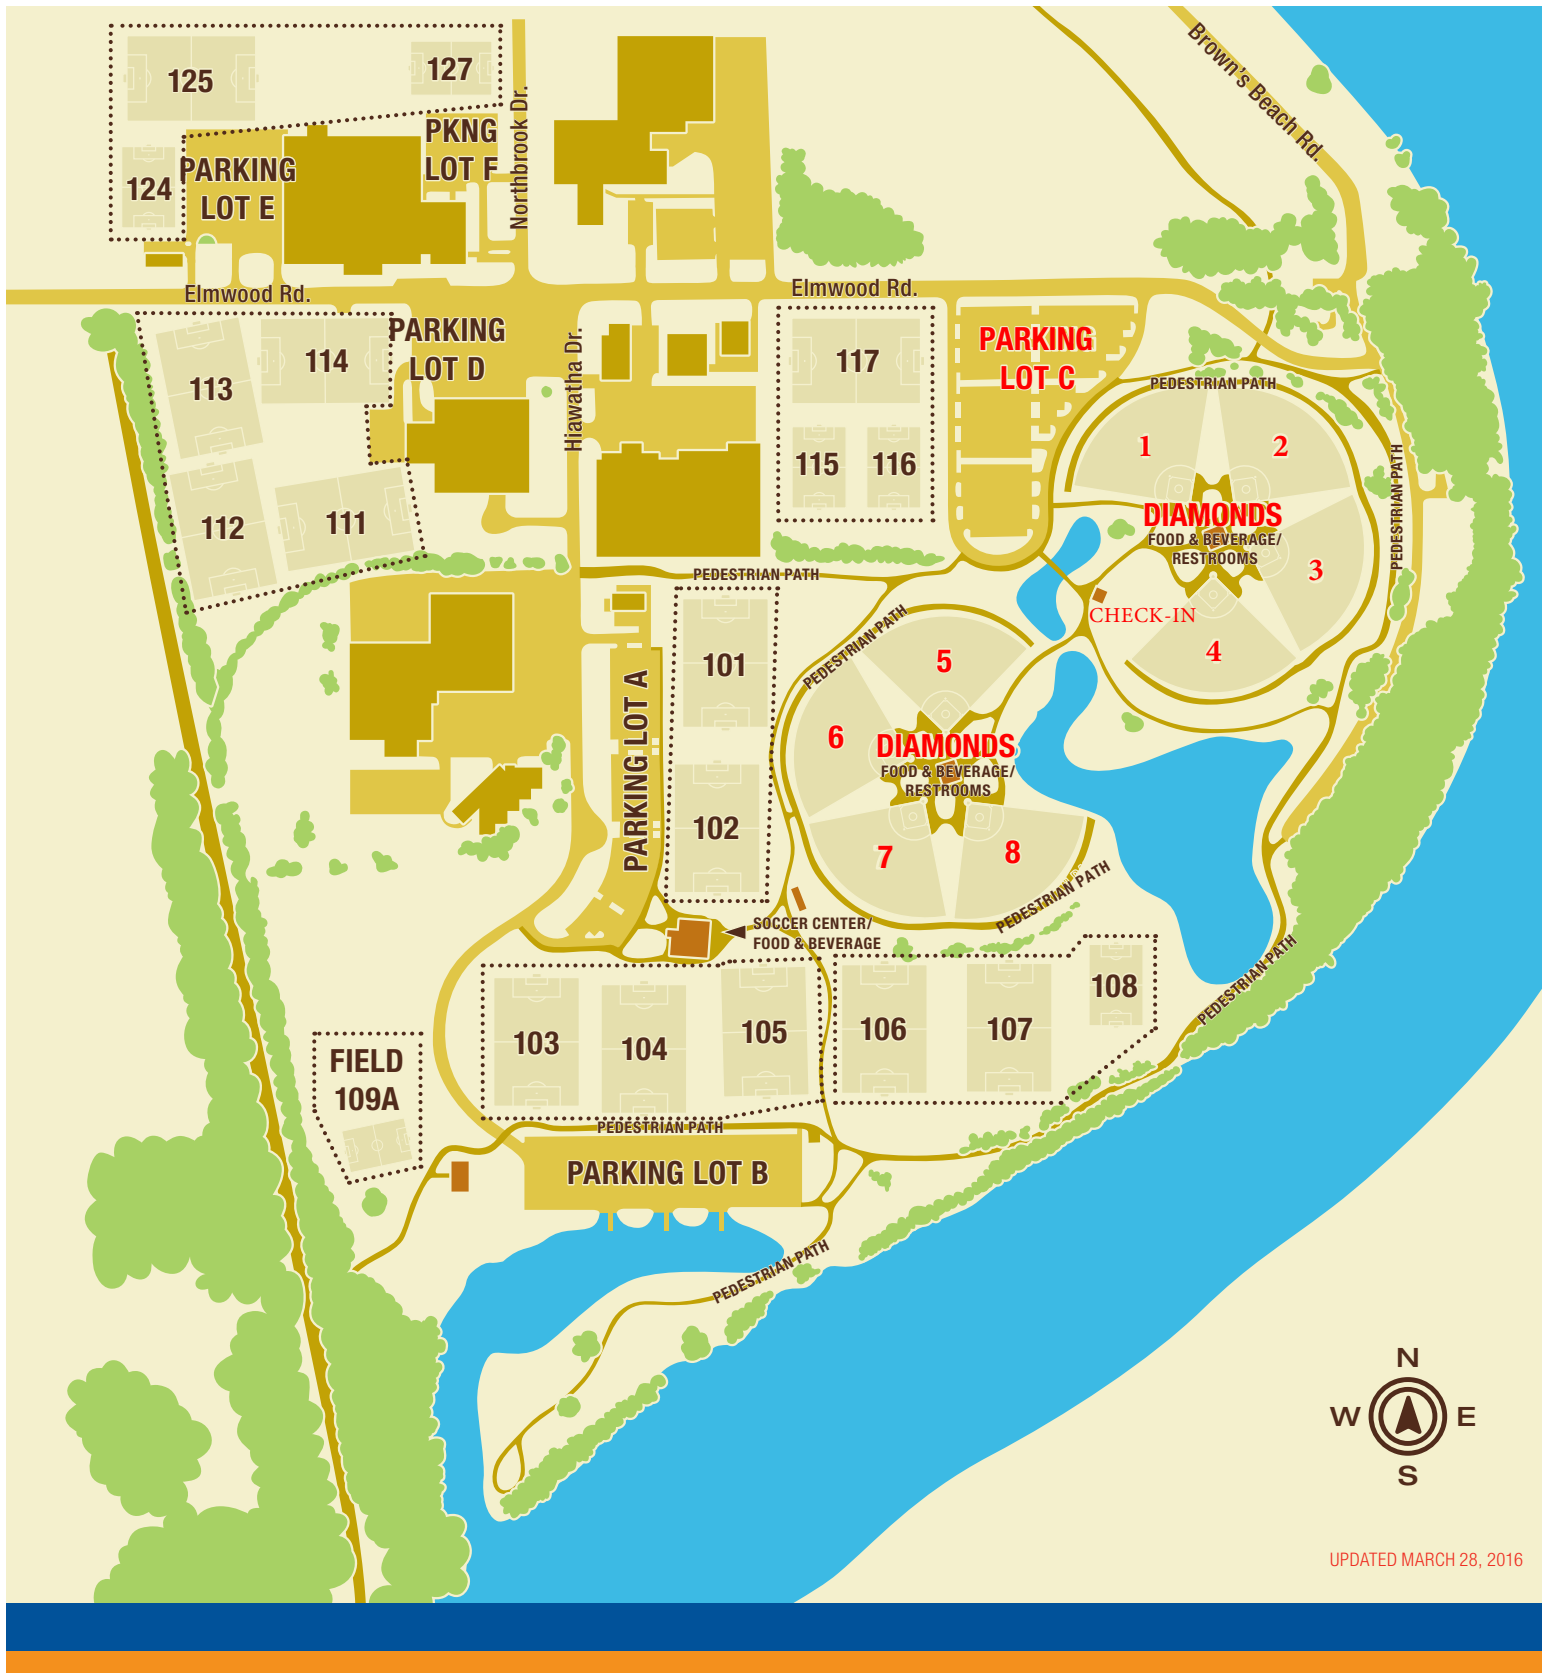 Brown's Beach Rd.
125
127
124
PARKING
LOT E
PKNG
LOT F
Northbrook Dr.
Elmwood Rd.
Elmwood Rd.
PARKING
LOT D
Hiawatha Dr.
113
114
112
111
117
115
116
PARKING
LOT C
PEDESTRIAN PATH
1
2
3
4
DIAMONDS
FOOD & BEVERAGE/
RESTROOMS
PEDESTRIAN PATH
CHECK-IN
PEDESTRIAN PATH
PEDESTRIAN PATH
101
102
PARKING LOT A
5
6
7
8
DIAMONDS
FOOD & BEVERAGE/
RESTROOMS
PEDESTRIAN PATH
SOCCER CENTER/
FOOD & BEVERAGE
PEDESTRIAN PATH
103
104
105
106
107
108
FIELD
109A
PEDESTRIAN PATH
PARKING LOT B
PEDESTRIAN PATH
N
W
E
S
UPDATED MARCH 28, 2016